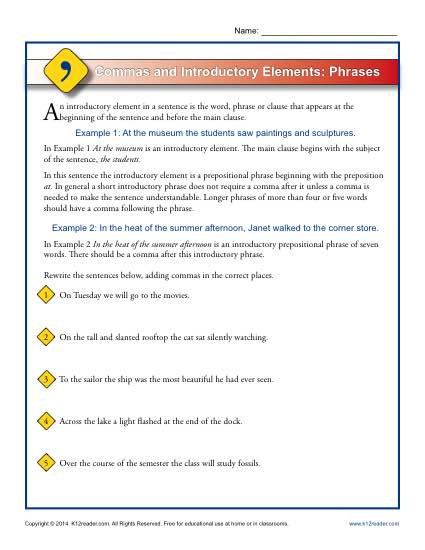 Name:
,
Commas and Introductory Elements: Phrases
An introductory element in a sentence is the word, phrase or clause that appears at the
beginning of the sentence and before the main clause.
Example 1: At the museum the students saw paintings and sculptures.
In Example 1 At the museum is an introductory element. The main clause begins with the subject
of the sentence, the students.
In this sentence the introductory element is a prepositional phrase beginning with the preposition
at. In general a short introductory phrase does not require a comma after it unless a comma is
needed to make the sentence understandable. Longer phrases of more than four or five words
should have a comma following the phrase.
Example 2: In the heat of the summer afternoon, Janet walked to the corner store.
In Example 2 In the heat of the summer afternoon is an introductory prepositional phrase of seven
words. There should be a comma after this introductory phrase.
Rewrite the sentences below, adding commas in the correct places.
1 On Tuesday we will go to the movies.
2 On the tall and slanted rooftop the cat sat silently watching.
3 To the sailor the ship was the most beautiful he had ever seen.
4 Across the lake a light flashed at the end of the dock.
5 Over the course of the semester the class will study fossils.
Copyright © 2014 K12reader.com. All Rights Reserved. Free for educational use at home or in classrooms. www.k12reader.com